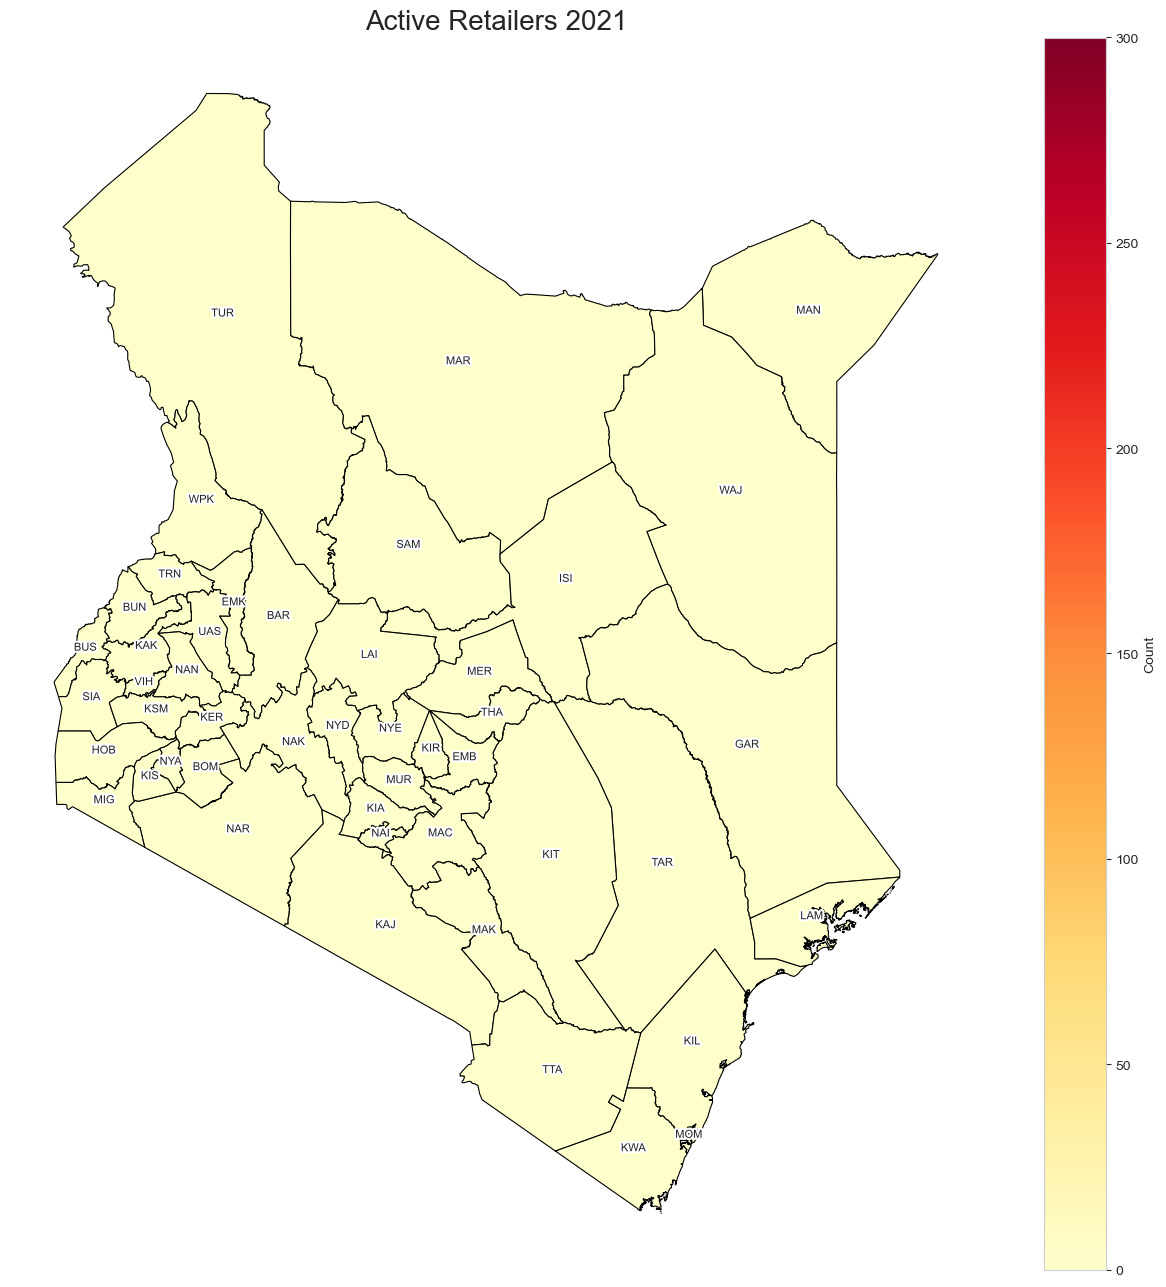 Active Retailers 2021
300
250
200
150
100
50
0
Count
TUR
MAN
MAR
WAJ
WPK
SAM
TRN
ISI
EMK
BUN
BAR
UAS
KAK
BUS
LAI
NAN
MER
VIH
SIA
KSM
THA
KER
NYD
NYE
NAK
GAR
KIR
HOB
EMB
NYA
BOM
KIS
MUR
MIG
KIA
NAR
NAI
MAC
KIT
TAR
LAM
KAJ
MAK
KIL
TTA
MOM
KWA